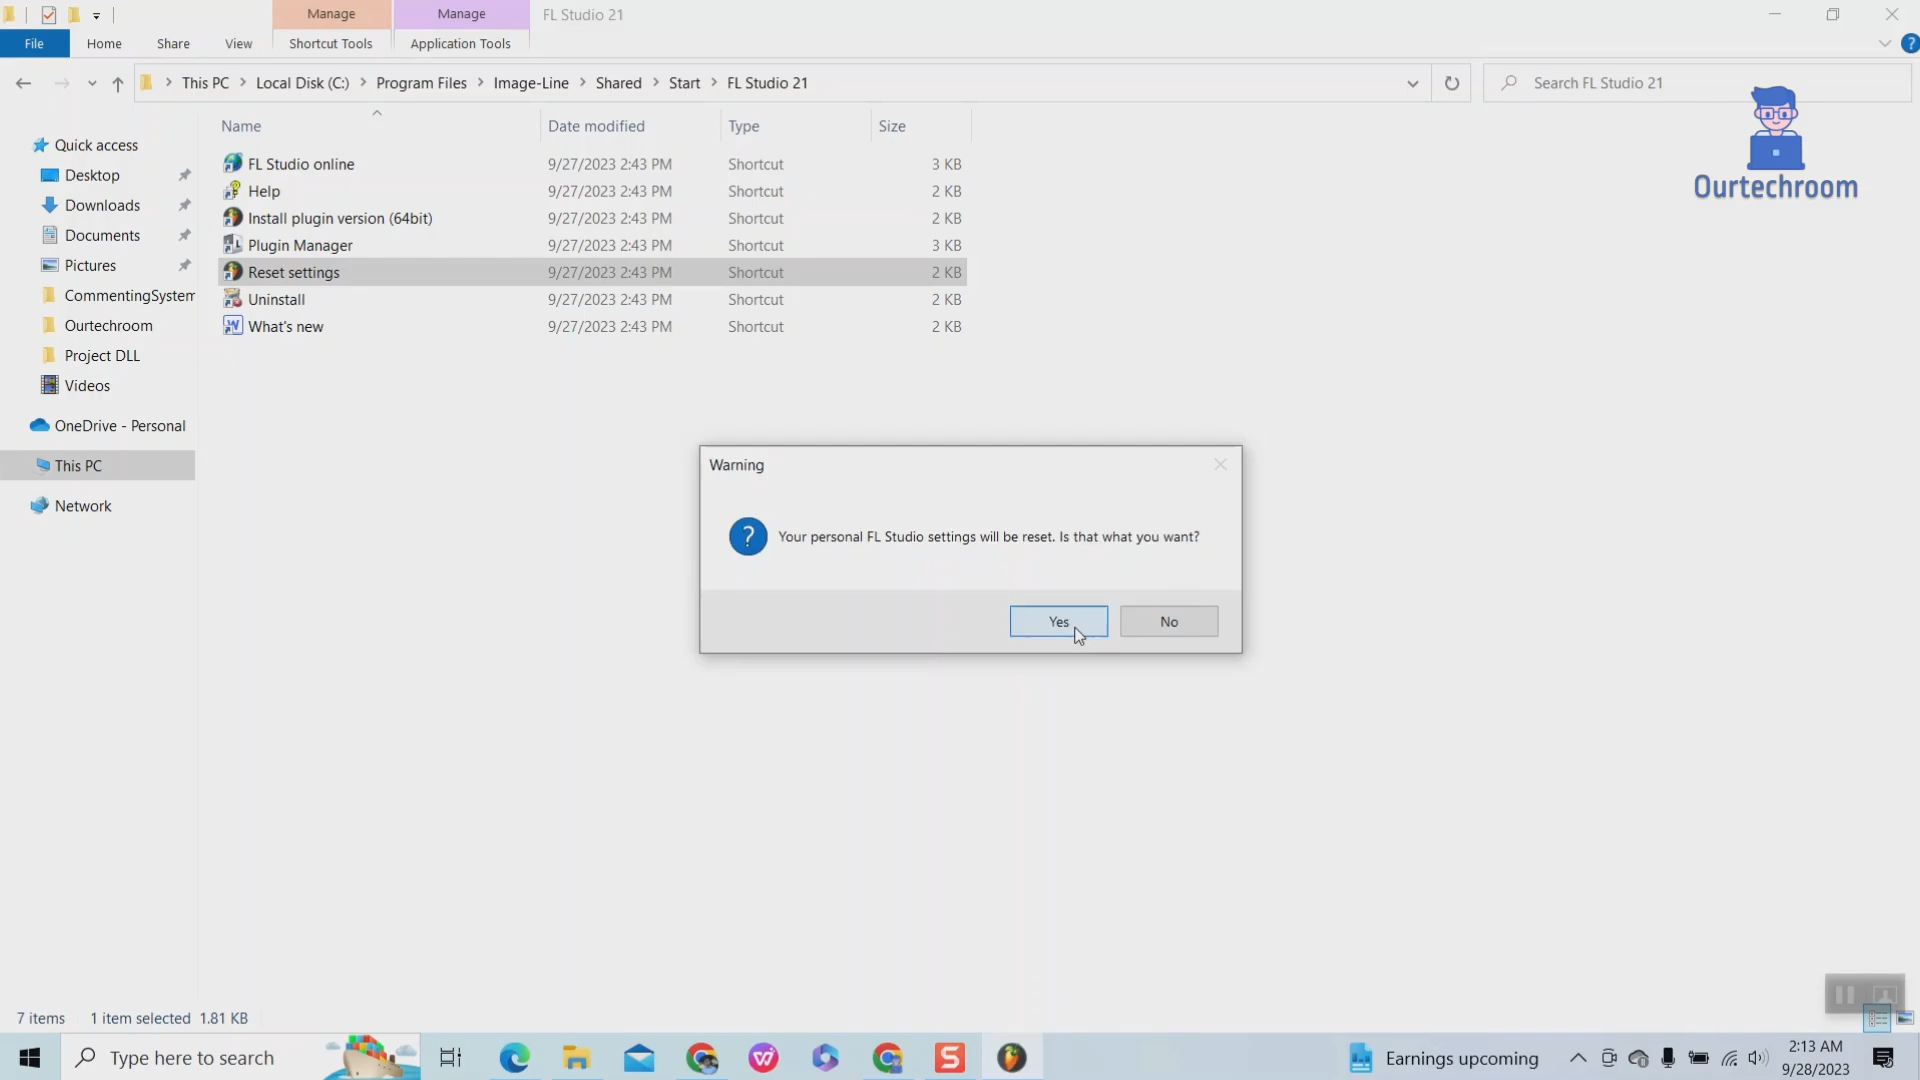 Manage
Manage
FL Studio 21
File
Home
Share
View
Shortcut Tools
Application Tools
?
This PC > Local Disk (C:) > Program Files > Image-Line > Shared > Start > FL Studio 21
Search FL Studio 21
Ourtechroom
Name
Date modified
Type
Size
Quick access
Desktop
Downloads
Documents
Pictures
CommentingSystem
Ourtechroom
Project DLL
Videos
OneDrive - Personal
This PC
Network
FL Studio online 9/27/2023 2:43 PM Shortcut 3 KB
Help 9/27/2023 2:43 PM Shortcut 2 KB
Install plugin version (64bit) 9/27/2023 2:43 PM Shortcut 2 KB
Plugin Manager 9/27/2023 2:43 PM Shortcut 3 KB
Reset settings 9/27/2023 2:43 PM Shortcut 2 KB
Uninstall 9/27/2023 2:43 PM Shortcut 2 KB
What's new 9/27/2023 2:43 PM Shortcut 2 KB
Warning
? Your personal FL Studio settings will be reset. Is that what you want?
Yes
No
7 items 1 item selected 1.81 KB
Type here to search
Earnings upcoming
2:13 AM
9/28/2023